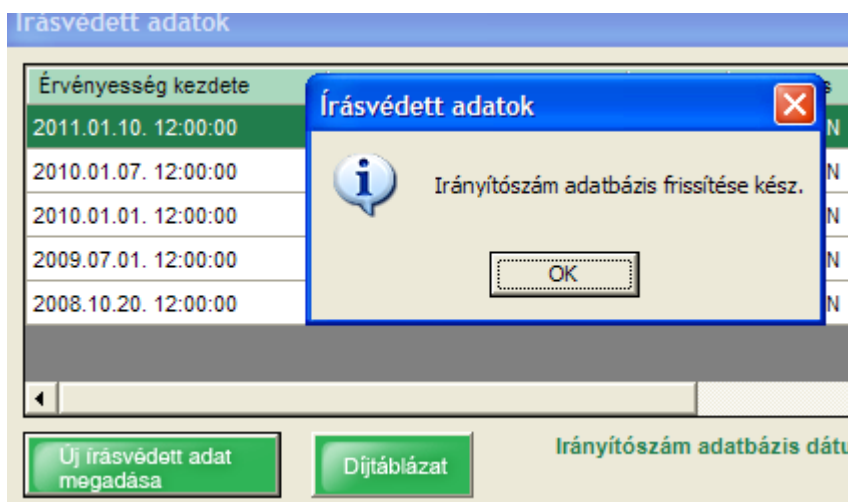 Írásvédett adatok
Érvényesség kezdete
2011.01.10. 12:00:00
2010.01.07. 12:00:00
2010.01.01. 12:00:00
2009.07.01. 12:00:00
2008.10.20. 12:00:00
s
N
N
N
N
N
Írásvédett adatok
Irányítószám adatbázis frissítése kész.
OK
Új írásvédett adat
megadása
Díjtáblázat
Irányítószám adatbázis dátu